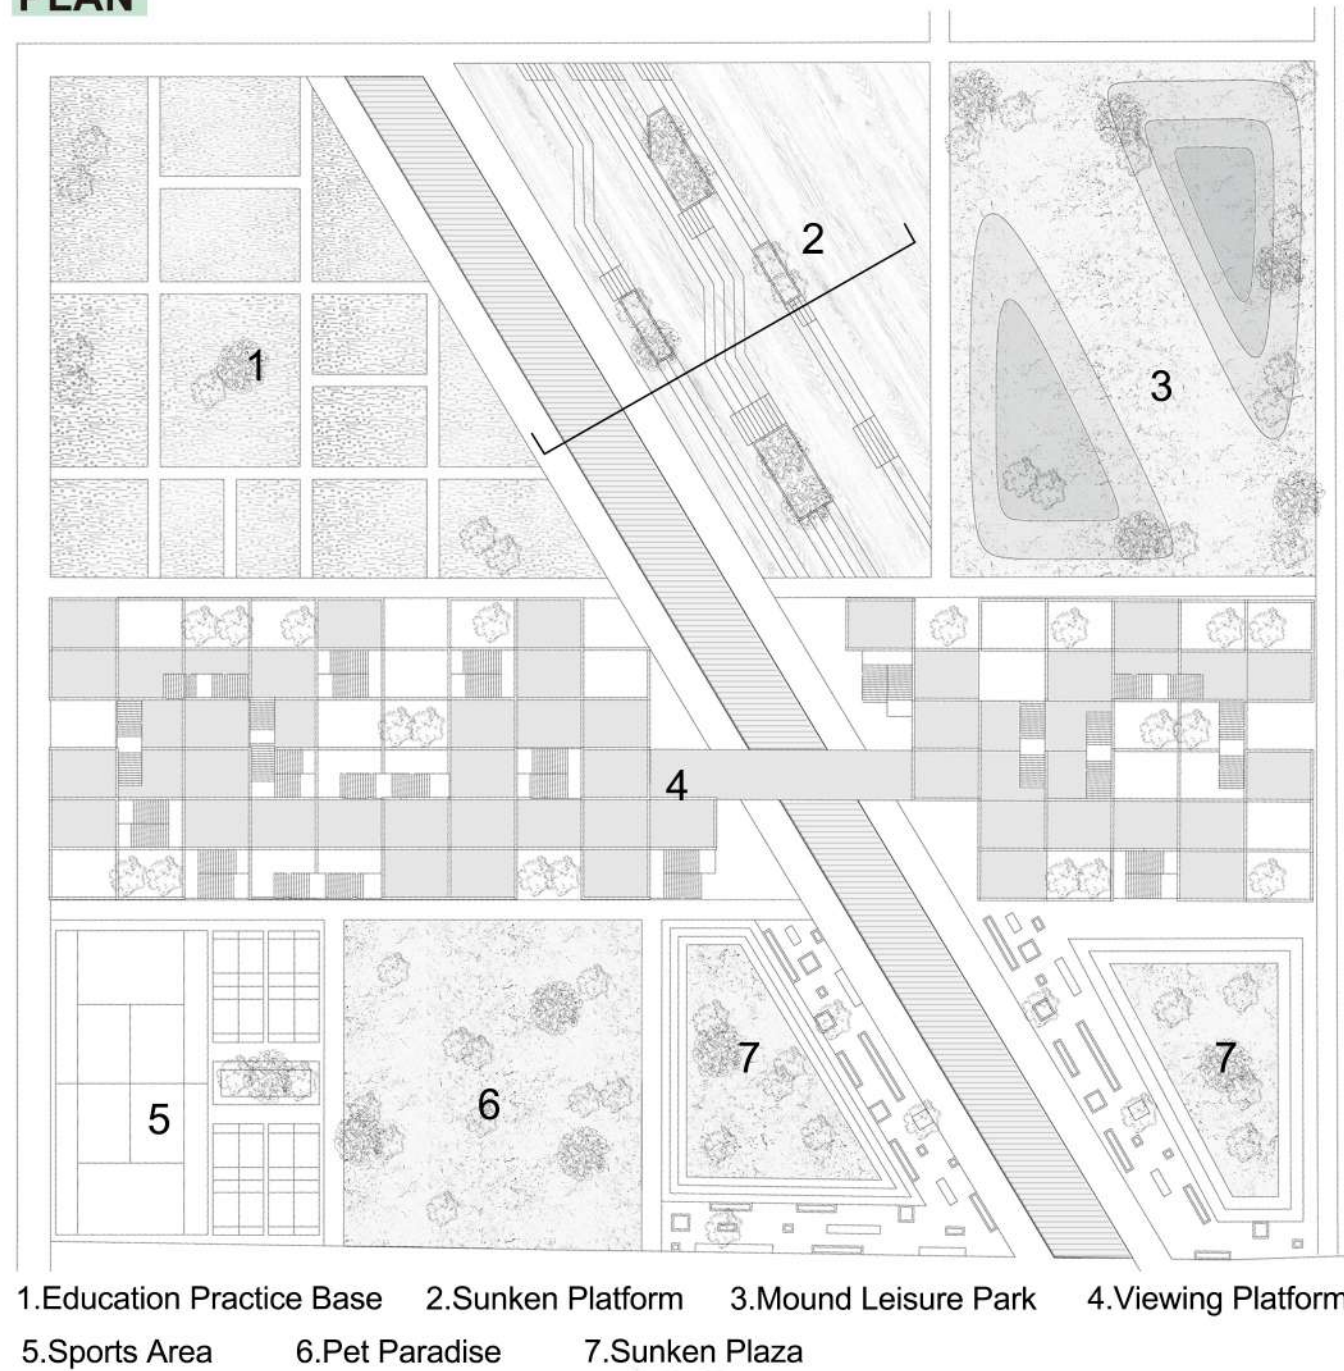 PLAN
2
1
3
4
5
6
7
7
1.Education Practice Base 2.Sunken Platform 3.Mound Leisure Park 4.Viewing Platform
5.Sports Area 6.Pet Paradise 7.Sunken Plaza